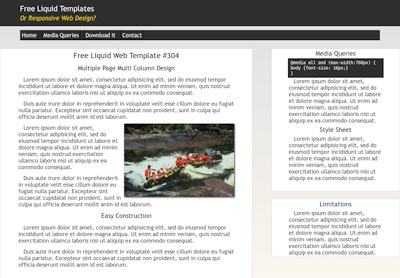 Free Liquid Templates
Or Responsive Web Design?
Home Media Queries Download It Contact
Free Liquid Web Template #304
Multiple Page Multi Column Design
Lorem ipsum dolor sit amet, consectetur adipisicing elit, sed do eiusmod tempor
incididunt ut labore et dolore magna aliqua. Ut enim ad minim veniam, quis nostrud
exercitation ullamco laboris nisi ut aliquip ex ea commodo consequat.
Duis aute irure dolor in reprehenderit in voluptate velit esse cillum dolore eu fugiat
nulla pariatur. Excepteur sint occaecat cupidatat non proident, sunt in culpa qui
officia deserunt mollit anim id est laborum.
Lorem ipsum dolor sit amet,
consectetur adipisicing elit, sed do
eiusmod tempor incididunt ut labore et
dolore magna aliqua. Ut enim ad minim
veniam, quis nostrud exercitation
ullamco laboris nisi ut aliquip ex ea
commodo consequat.
Duis aute irure dolor in reprehenderit
in voluptate velit esse cillum dolore eu
fugiat nulla pariatur. Excepteur sint
occaecat cupidatat non proident, sunt in
culpa qui officia deserunt mollit anim id est laborum.
Easy Construction
Lorem ipsum dolor sit amet, consectetur adipisicing elit, sed do eiusmod tempor
incididunt ut labore et dolore magna aliqua. Ut enim ad minim veniam, quis nostrud
exercitation ullamco laboris nisi ut aliquip ex ea commodo consequat.
Duis aute irure dolor in reprehenderit in voluptate velit esse cillum dolore eu fugiat
nulla pariatur. Excepteur sint occaecat cupidatat non proident, sunt in culpa qui
officia deserunt mollit anim id est laborum.
Media Queries
@media all and (max-width:760px) {
body {font-size: 10px;}
}
Lorem ipsum dolor sit amet,
consectetur adipisicing elit, sed do eiusmod
tempor incididunt ut labore et dolore magna
aliqua. Ut enim ad minim veniam, quis
nostrud exercitation ullamco laboris nisi ut
aliquip ex ea commodo consequat.
Style Sheet
Lorem ipsum dolor sit amet,
consectetur adipisicing elit, sed do eiusmod
tempor incididunt ut labore et dolore magna
aliqua. Ut enim ad minim veniam, quis
nostrud exercitation ullamco laboris nisi ut
aliquip ex ea commodo consequat.
Limitations
Lorem ipsum dolor sit amet,
consectetur adipisicing elit, sed do eiusmod
tempor incididunt ut labore et dolore magna
aliqua. Ut enim ad minim veniam, quis
nostrud exercitation ullamco laboris nisi ut
aliquip ex ea commodo consequat.